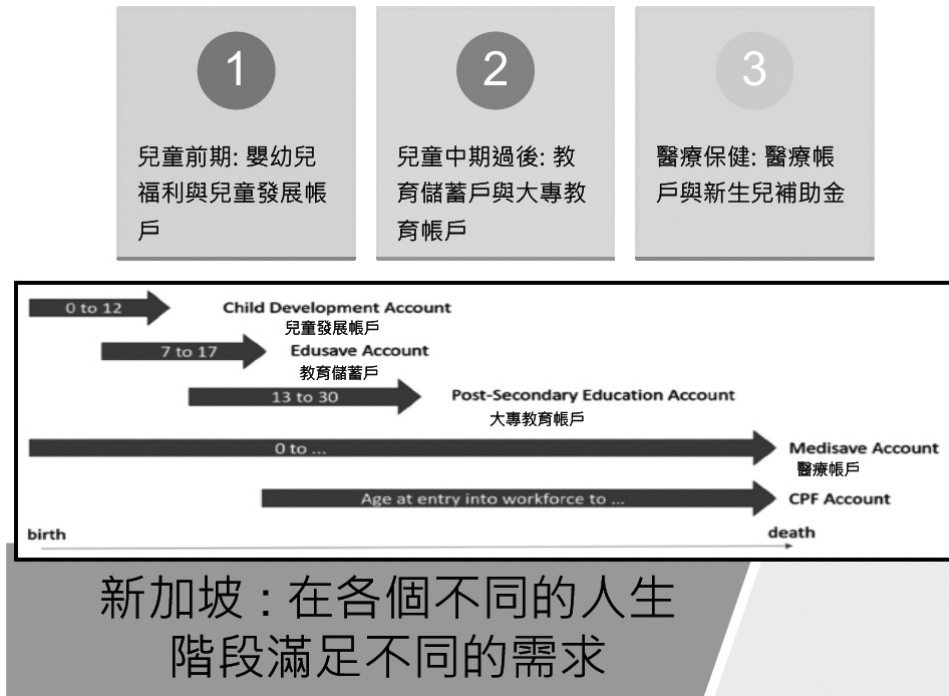 1
兒童前期: 嬰幼兒
福利與兒童發展帳
戶
2
兒童中期過後: 教
育儲蓄戶與大專教
育帳戶
3
醫療保健: 醫療帳
戶與新生兒補助金
0 to 12
Child Development Account
兒童發展帳戶
7 to 17
Edusave Account
教育儲蓄戶
13 to 30
Post-Secondary Education Account
大專教育帳戶
0 to ...
Medisave Account
醫療帳戶
Age at entry into workforce to ...
CPF Account
birth
death
新加坡：在各個不同的人生
階段滿足不同的需求